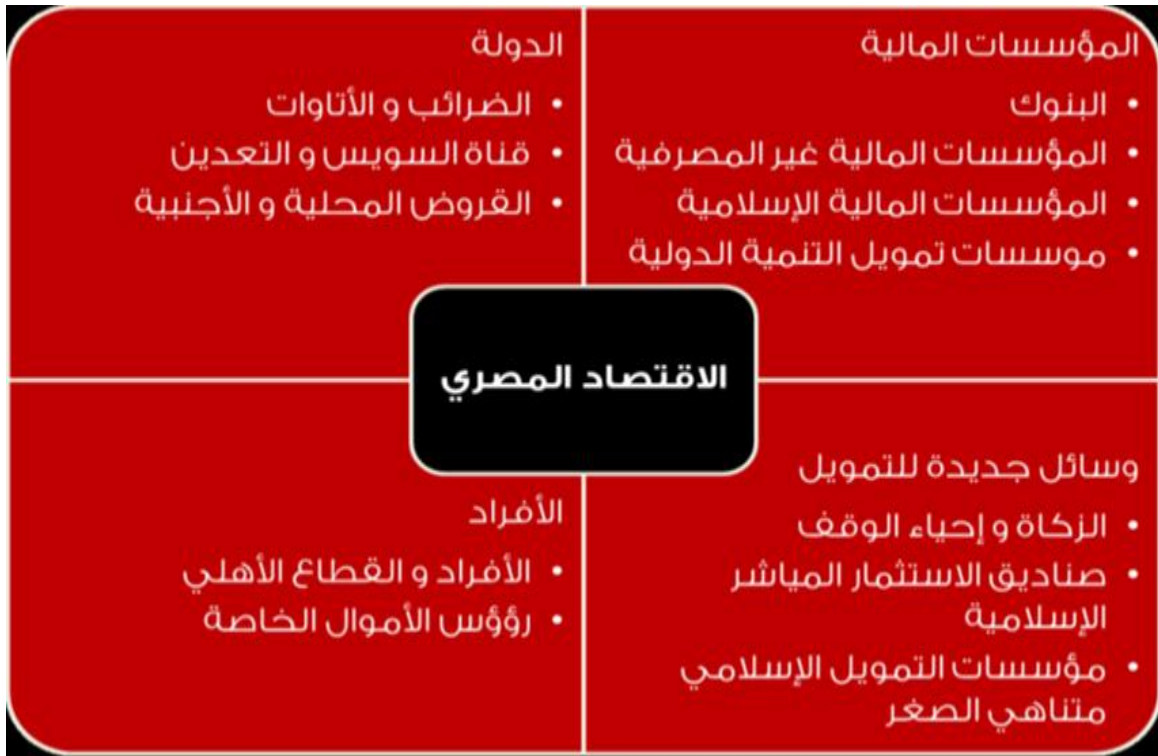 المؤسسات المالية
• البنوك
• المؤسسات المالية غير المصرفية
• المؤسسات المالية الإسلامية
• موسسات تمويل التنمية الدولية
الدولة
• الضرائب و الأتاوات
• قناة السويس و التعدين
• القروض المحلية و الأجنبية
الاقتصاد المصري
وسائل جديدة للتمويل
• الزكاة و إحياء الوقف
• صناديق الاستثمار المباشر
الإسلامية
• مؤسسات التمويل الإسلامي
متناهي الصغر
الأفراد
• الأفراد و القطاع الأهلي
• رؤؤس الأموال الخاصة